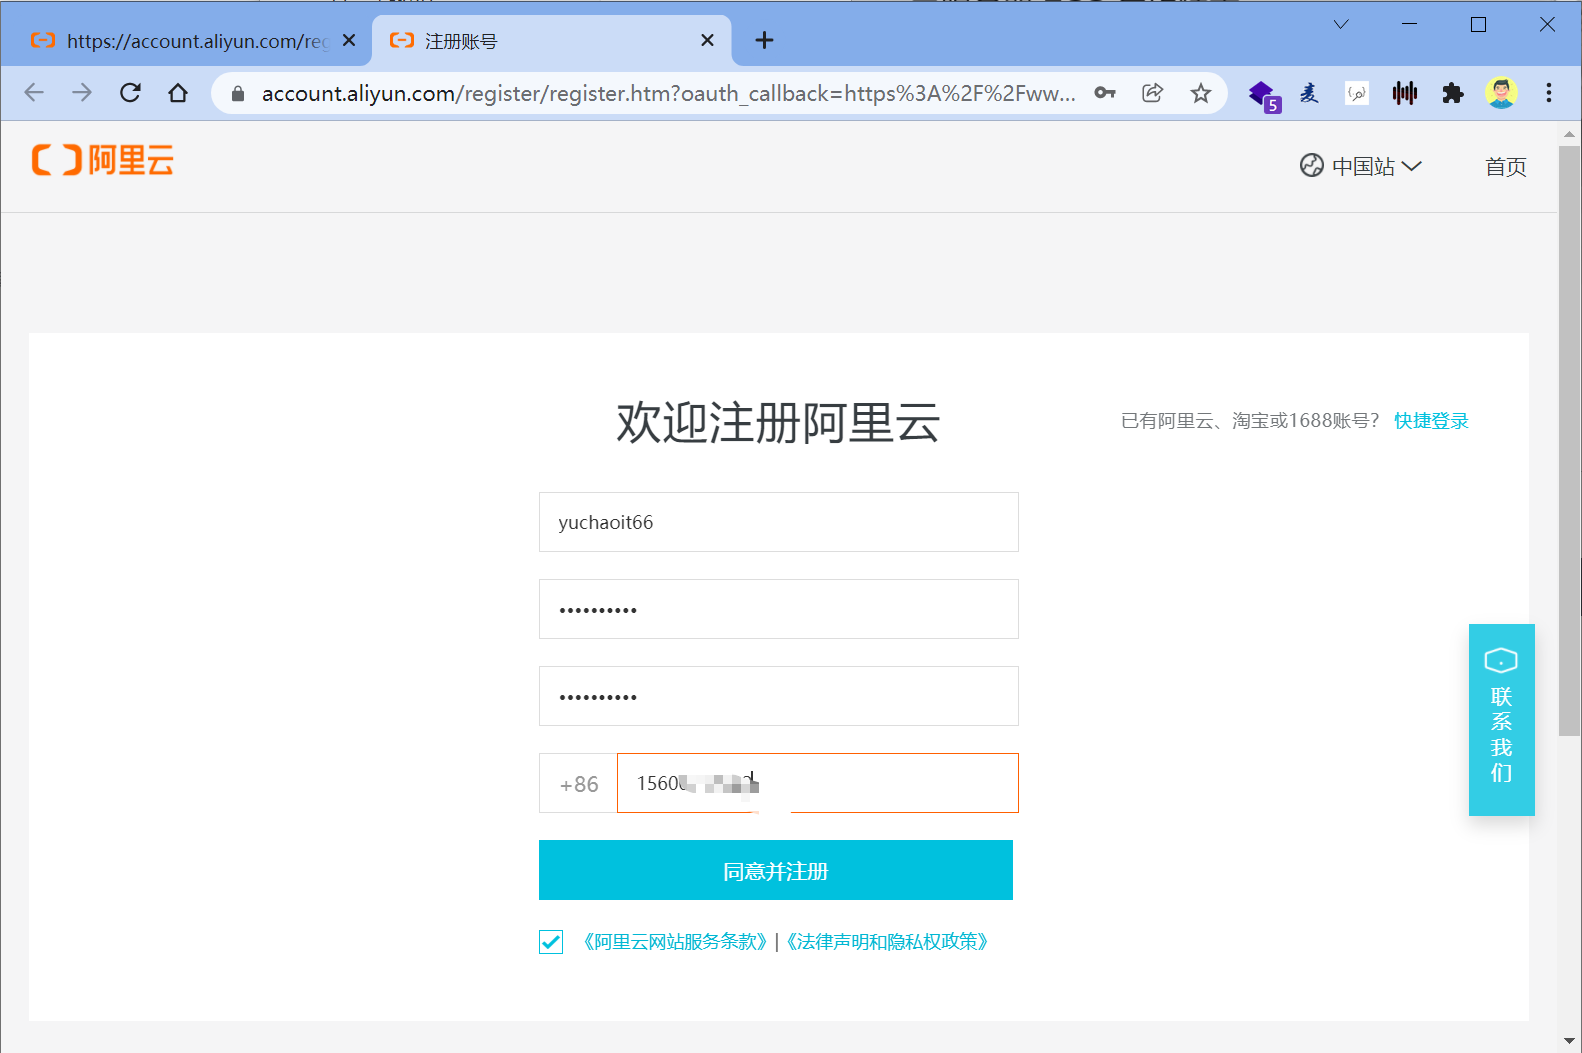 https://account.aliyun.com/reg
注册账号
account.aliyun.com/register/register.htm?oauth_callback=https%3A%2F%2Fww...
5
阿里云
中国站
首页
欢迎注册阿里云
已有阿里云、淘宝或1688账号？ 快捷登录
yuchaoit66
••••••••••
••••••••••
+86
1560
同意并注册
《阿里云网站服务条款》|《法律声明和隐私权政策》
联系我们